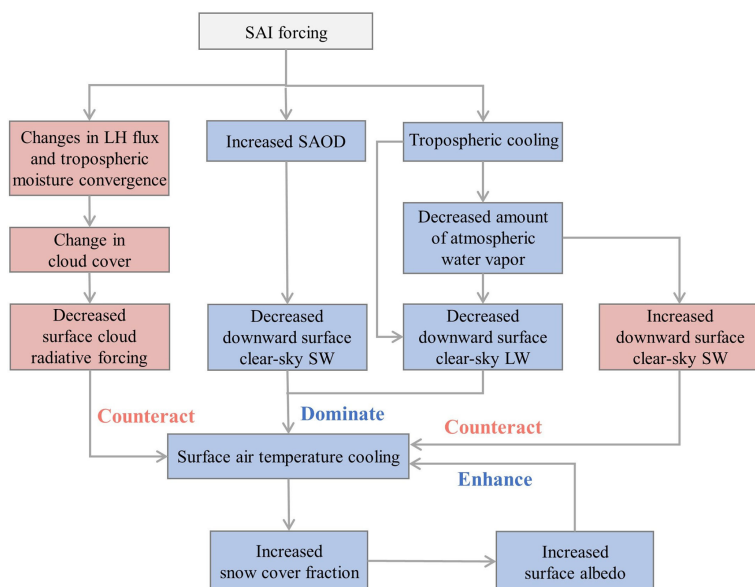 SAI forcing
Changes in LH flux
and tropospheric
moisture convergence
Increased SAOD
Tropospheric cooling
Change in
cloud cover
Decreased amount
of atmospheric
water vapor
Decreased
surface cloud
radiative forcing
Decreased
downward surface
clear-sky SW
Decreased
downward surface
clear-sky LW
Increased
downward surface
clear-sky SW
Counteract
Dominate
Counteract
Surface air temperature cooling
Enhance
Increased
snow cover fraction
Increased
surface albedo